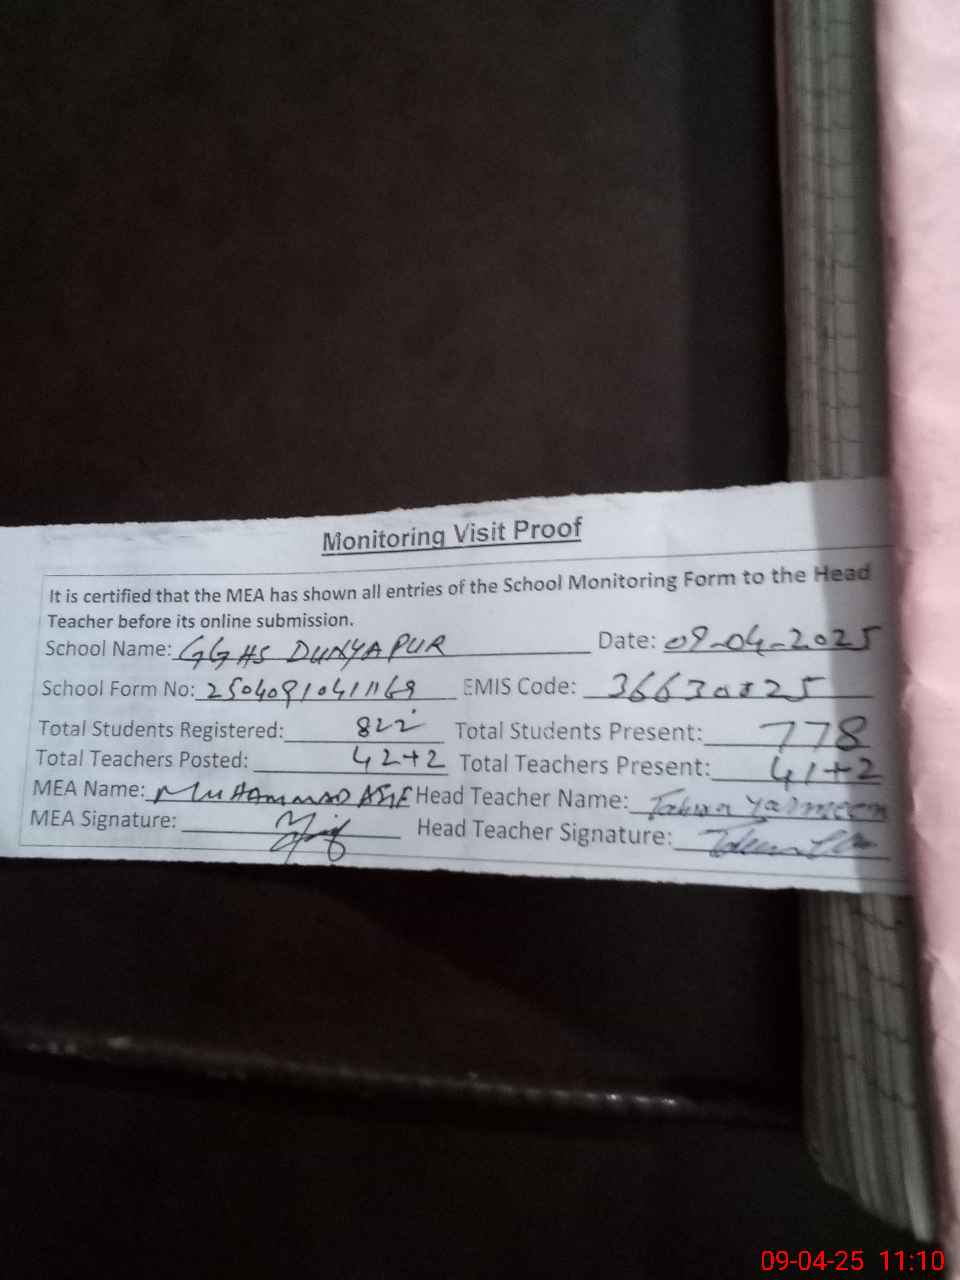 Monitoring Visit Proof
It is certified that the MEA has shown all entries of the School Monitoring Form to the Head
Teacher before its online submission.
School Name: GGHS DUNYAPUR Date: 09-04-2025
School Form No: 2504091041169 EMIS Code: 36630025
Total Students Registered: 822 Total Students Present: 778
Total Teachers Posted: 42+2 Total Teachers Present: 41+2
MEA Name: MUHAMMAD ASIF Head Teacher Name: Yasmeen
MEA Signature: Head Teacher Signature:
09-04-25 11:10